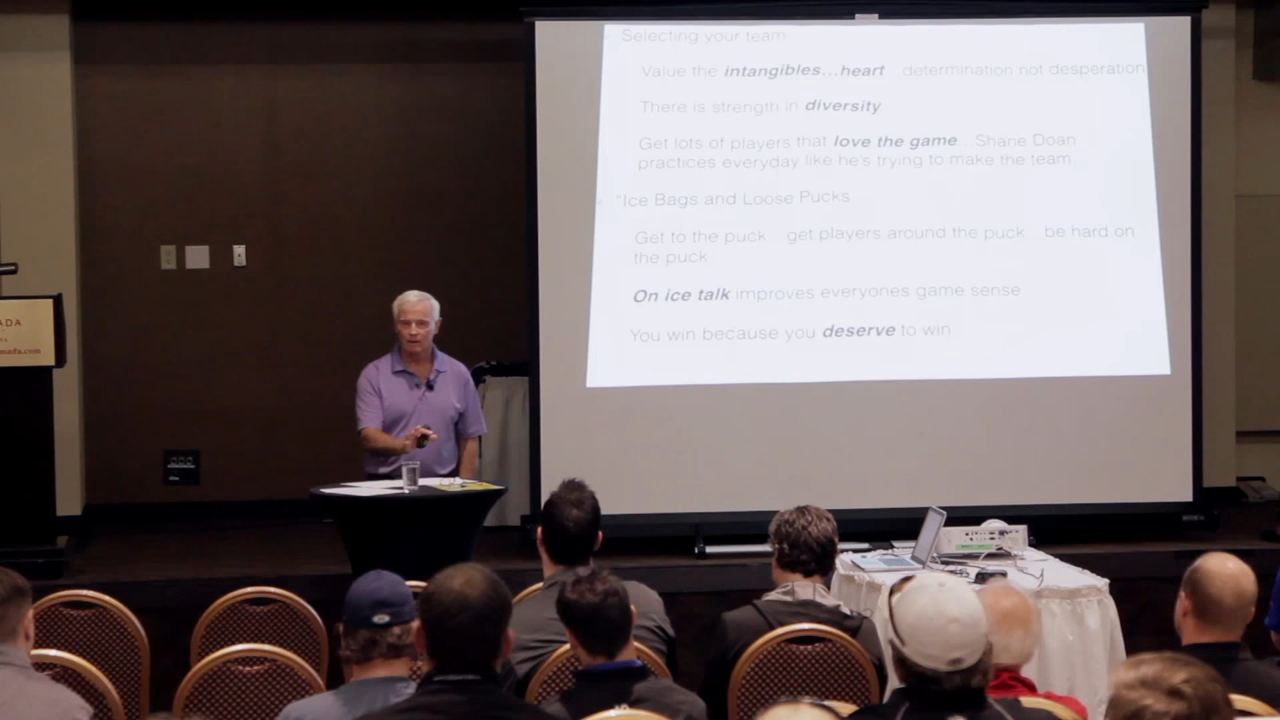 Selecting your team
Value the intangibles...heart determination not desperation
There is strength in diversity
Get lots of players that love the game Shane Doan
practices everyday like he's trying to make the team
"Ice Bags and Loose Pucks
Get to the puck get players around the puck be hard on
the puck
On ice talk improves everyones game sense
You win because you deserve to win
ADA
mada.com